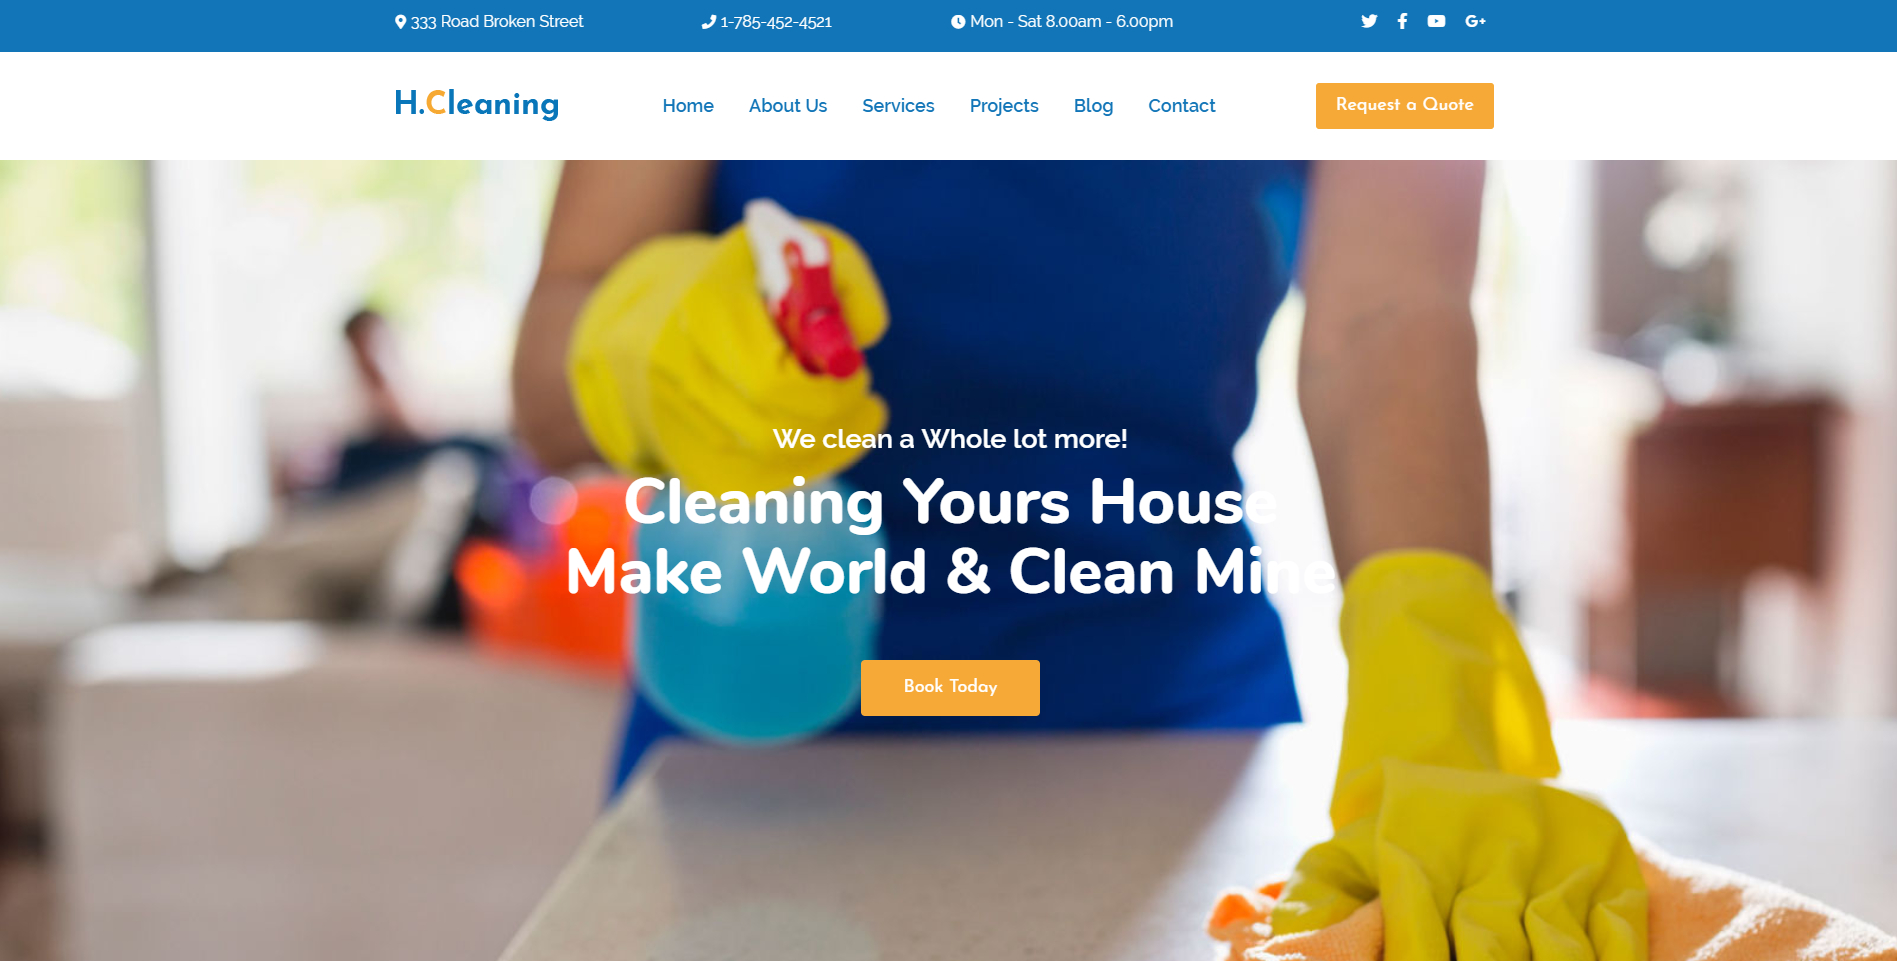 333 Road Broken Street
1-785-452-4521
Mon - Sat 8.00am - 6.00pm
G+
H.Cleaning
Home
About Us
Services
Projects
Blog
Contact
Request a Quote
We clean a Whole lot more!
Cleaning Yours House
Make World & Clean Mine
Book Today